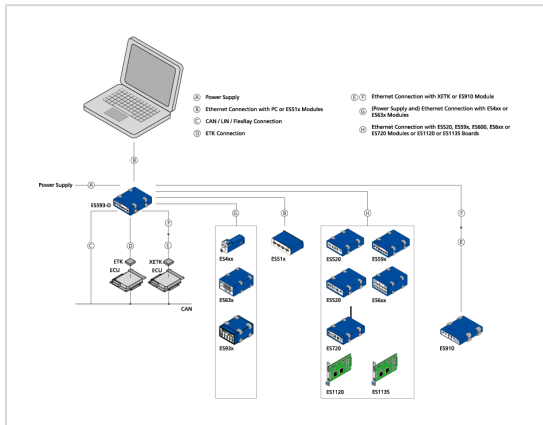 A Power Supply
B Ethernet Connection with PC or ES51x Modules
C CAN / LIN / FlexRay Connection
D ETK Connection
E F Ethernet Connection with XETK or ES910 Module
G (Power Supply and) Ethernet Connection with ES4xx or
ES63x Modules
H Ethernet Connection with ES520, ES59x, ES600, ES6xx or
ES720 Modules or ES1120 or
ES1135 Boards
B
Power Supply A
F
ES593-D
G B H
C D F
E
E
ETK XETK
ECU ECU
CAN
ES4xx ES51x ES520 ES59x
ES63x ES520 ES6xx
ES93x ES720 ES910
ES1120 ES1135